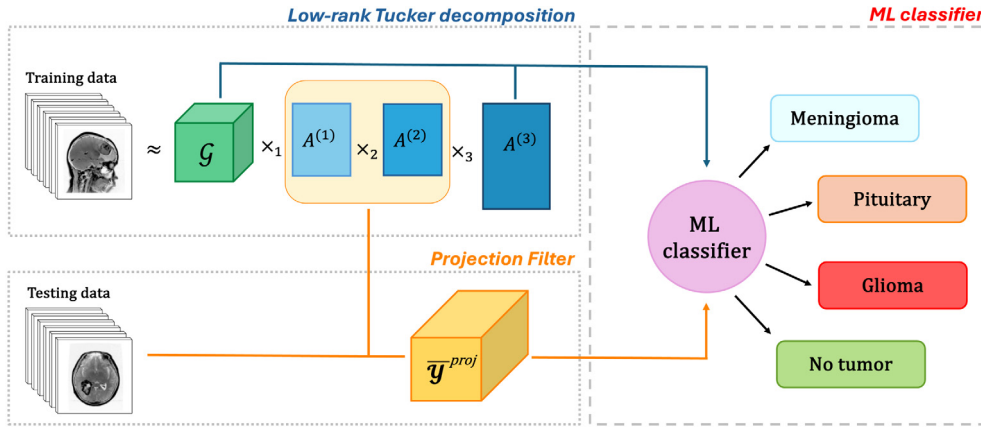 Low-rank Tucker decomposition
ML classifier
Training data
≈ 𝒢 ×₁ A⁽¹⁾ ×₂ A⁽²⁾ ×₃ A⁽³⁾
Meningioma
Pituitary
ML
classifier
Glioma
No tumor
Projection Filter
Testing data
𝓨̅ᵖʳᵒʲ